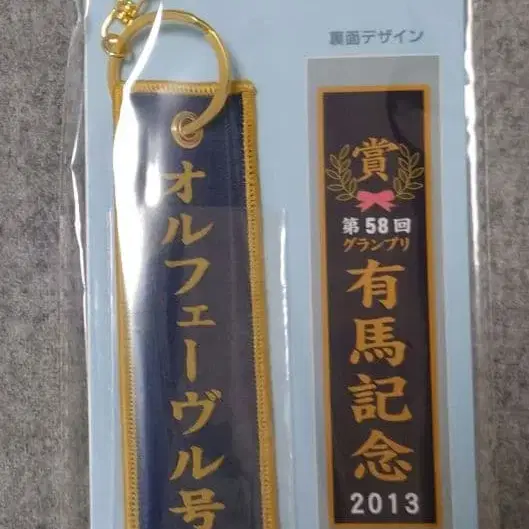 オルフェーヴル号
裏面デザイン
賞
第58回
グランプリ
有馬記念
2013